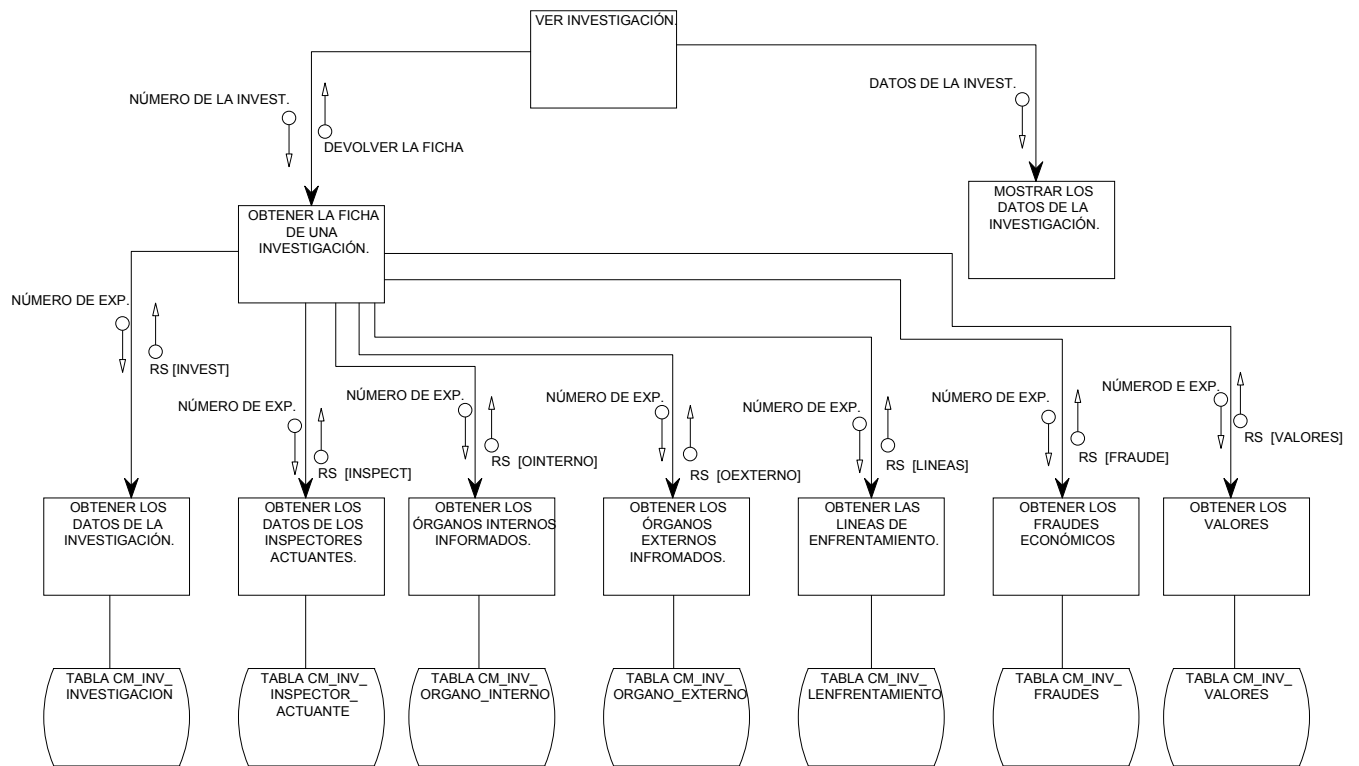 VER INVESTIGACIÓN.
NÚMERO DE LA INVEST.
DEVOLVER LA FICHA
DATOS DE LA INVEST.
OBTENER LA FICHA
DE UNA
INVESTIGACIÓN.
MOSTRAR LOS
DATOS DE LA
INVESTIGACIÓN.
NÚMERO DE EXP.
RS [INVEST]
NÚMERO DE EXP.
RS [INSPECT]
NÚMERO DE EXP.
RS [OINTERNO]
NÚMERO DE EXP.
RS [OEXTERNO]
NÚMERO DE EXP.
RS [LINEAS]
NÚMERO DE EXP.
RS [FRAUDE]
NÚMEROD E EXP.
RS [VALORES]
OBTENER LOS
DATOS DE LA
INVESTIGACIÓN.
OBTENER LOS
DATOS DE LOS
INSPECTORES
ACTUANTES.
OBTENER LOS
ÓRGANOS INTERNOS
INFORMADOS.
OBTENER LOS
ÓRGANOS
EXTERNOS
INFROMADOS.
OBTENER LAS
LINEAS DE
ENFRENTAMIENTO.
OBTENER LOS
FRAUDES
ECONÓMICOS
OBTENER LOS
VALORES
TABLA CM_INV_
INVESTIGACION
TABLA CM_INV_
INSPECTOR_
ACTUANTE
TABLA CM_INV_
ORGANO_INTERNO
TABLA CM_INV_
ORGANO_EXTERNO
TABLA CM_INV_
LENFRENTAMIENTO
TABLA CM_INV_
FRAUDES
TABLA CM_INV_
VALORES